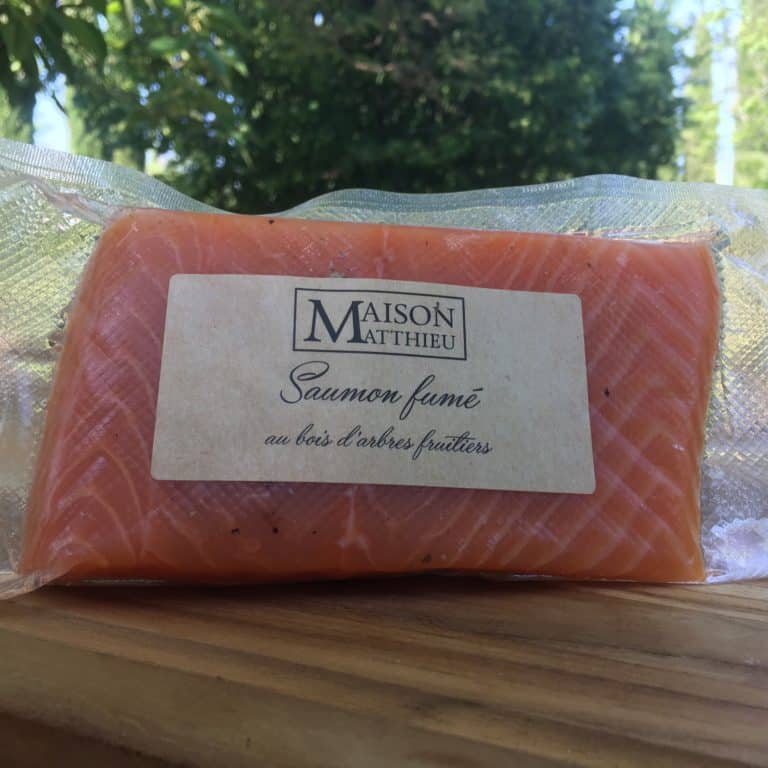 MAISON
MATTHIEU
Saumon fumé
au bois d'arbres fruitiers